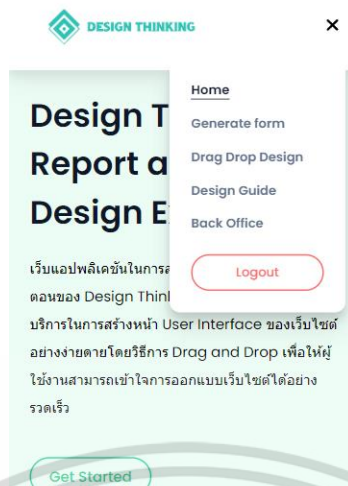 DESIGN THINKING
Home
Generate form
Drag Drop Design
Design Guide
Back Office
Logout
Design T
Report a
Design E
เว็บแอปพลิเคชันในการส
ตอนของ Design Thinl
บริการในการสร้างหน้า User Interface ของเว็บไซต์
อย่างง่ายดายโดยวิธีการ Drag and Drop เพื่อให้ผู้
ใช้งานสามารถเข้าใจการออกแบบเว็บไซต์ได้อย่าง
รวดเร็ว
Get Started